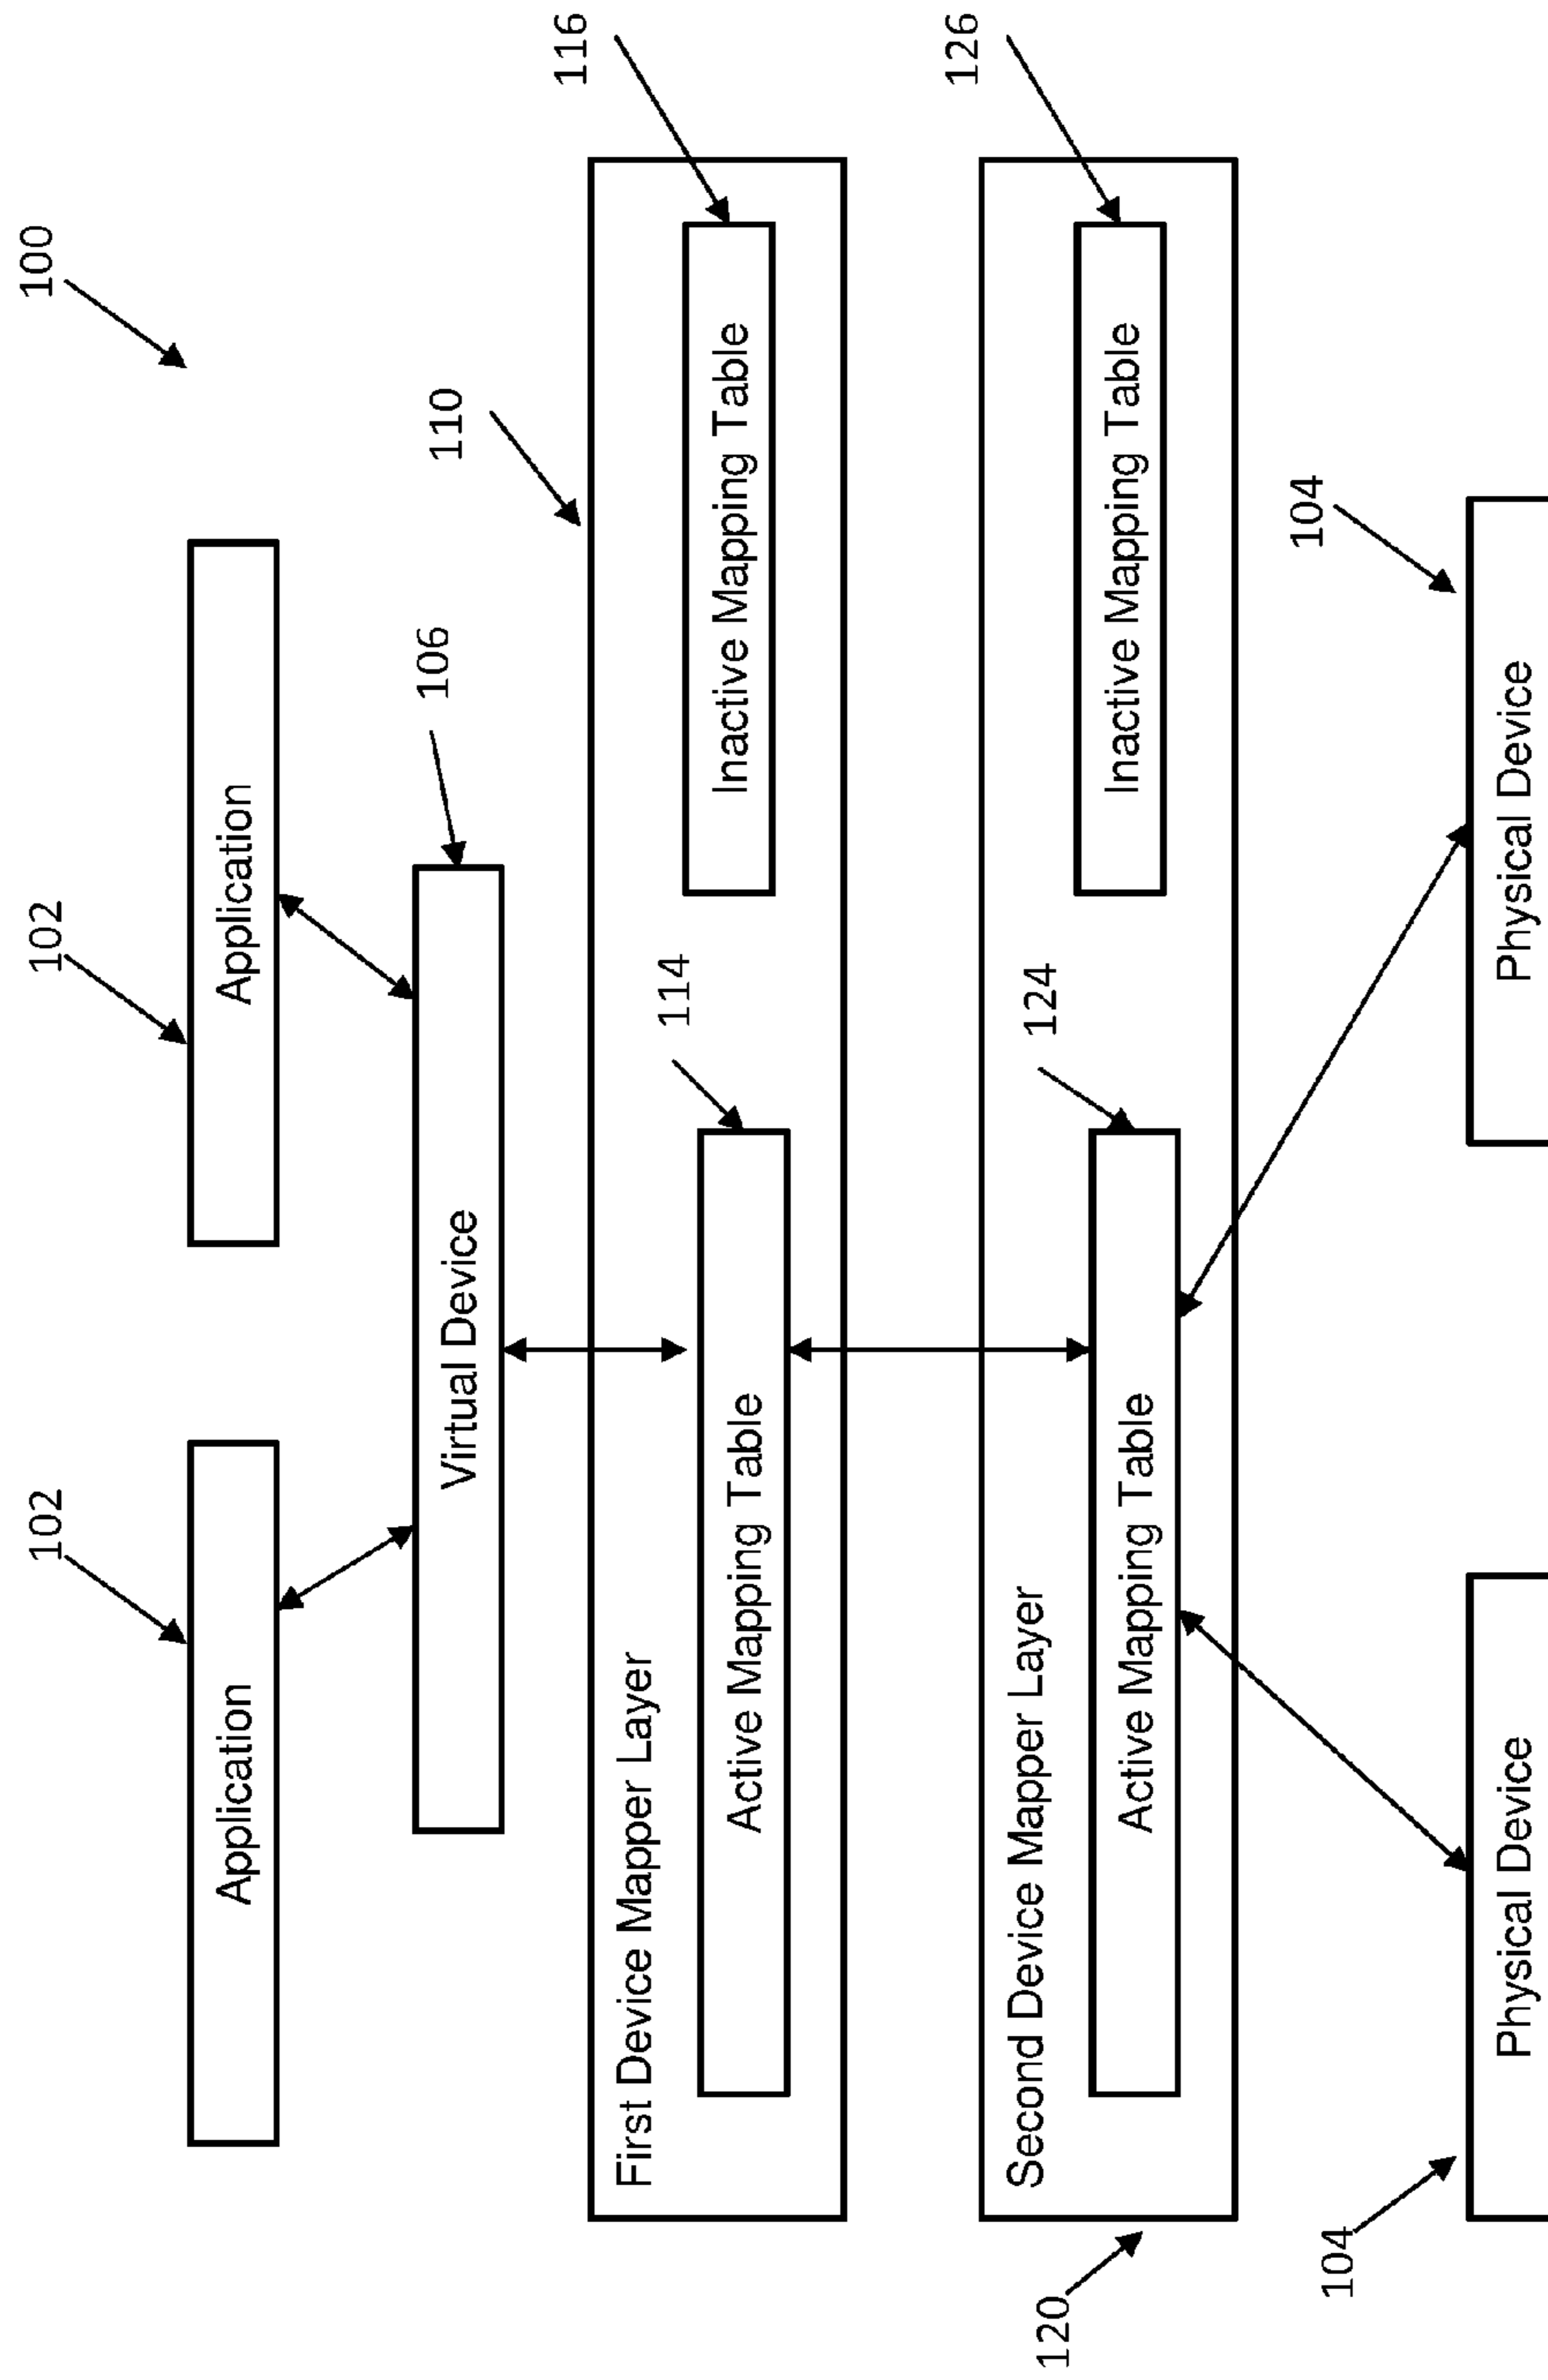 100
102
102
Application
Application
106
Virtual Device
110
116
First Device Mapper Layer
114
Active Mapping Table
Inactive Mapping Table
126
Second Device Mapper Layer
124
Active Mapping Table
Inactive Mapping Table
120
104
104
Physical Device
Physical Device